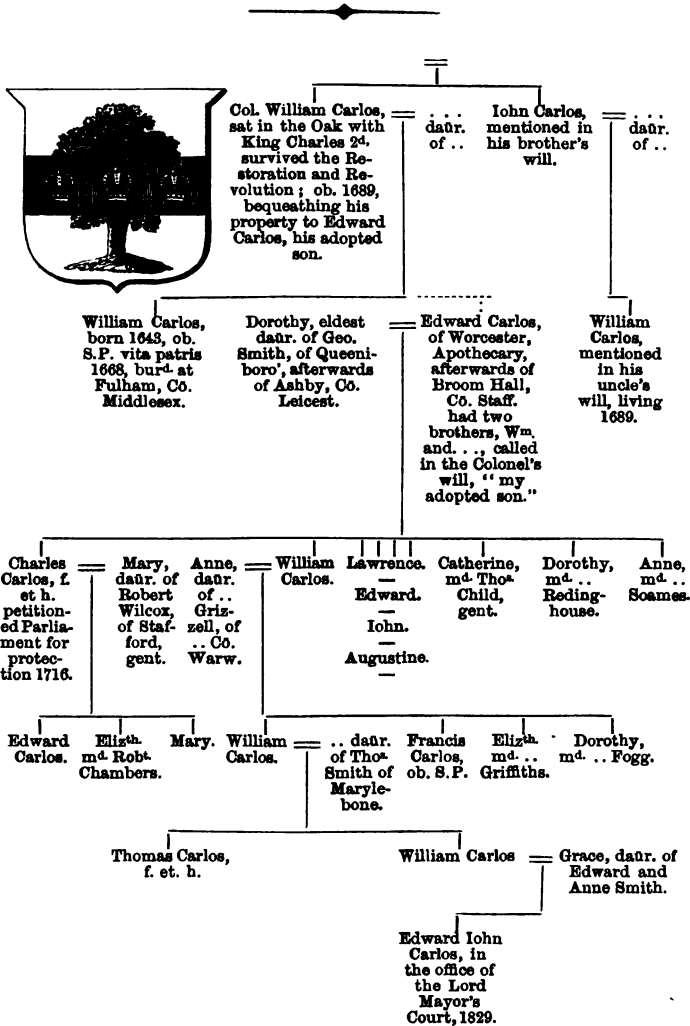 Col. William Carlos,
sat in the Oak with
King Charles 2d.
survived the Re-
storation and Re-
volution; ob. 1689,
bequeathing his
property to Edward
Carlos, his adopted
son.
=
. . .
daūr.
of ..
Iohn Carlos,
mentioned in
his brother's
will.
=
. . .
daūr.
of ..
William Carlos,
born 1643, ob.
S.P. vita patris
1668, burd. at
Fulham, Cō.
Middlesex.
Dorothy, eldest
daūr. of Geo.
Smith, of Queeni-
boro', afterwards
of Ashby, Cō.
Leicest.
=
Edward Carlos,
of Worcester,
Apothecary,
afterwards of
Broom Hall,
Cō. Staff.
had two
brothers, Wm.
and. . ., called
in the Colonel's
will, "my
adopted son."
William
Carlos,
mentioned
in his
uncle's
will, living
1689.
Charles
Carlos, f.
et h.
petition-
ed Parlia-
ment for
protec-
tion 1716.
=
Mary,
daūr. of
Robert
Wilcox,
of Staf-
ford,
gent.
Anne,
daūr.
of ..
Griz-
zell, of
.. Cō.
Warw.
=
William
Carlos.
Lawrence.
—
Edward.
—
Iohn.
—
Augustine.
—
Catherine,
md. Thos.
Child,
gent.
Dorothy,
md. ..
Reding-
house.
Anne,
md. ..
Soames.
Edward
Carlos.
Elizth.
md. Robt.
Chambers.
Mary.
William
Carlos.
=
.. daūr.
of Thos.
Smith of
Maryle-
bone.
Francis
Carlos,
ob. S.P.
Elizth.
md. ..
Griffiths.
Dorothy,
md. .. Fogg.
Thomas Carlos,
f. et. h.
William Carlos
=
Grace, daūr. of
Edward and
Anne Smith.
Edward Iohn
Carlos, in
the office of
the Lord
Mayor's
Court, 1829.